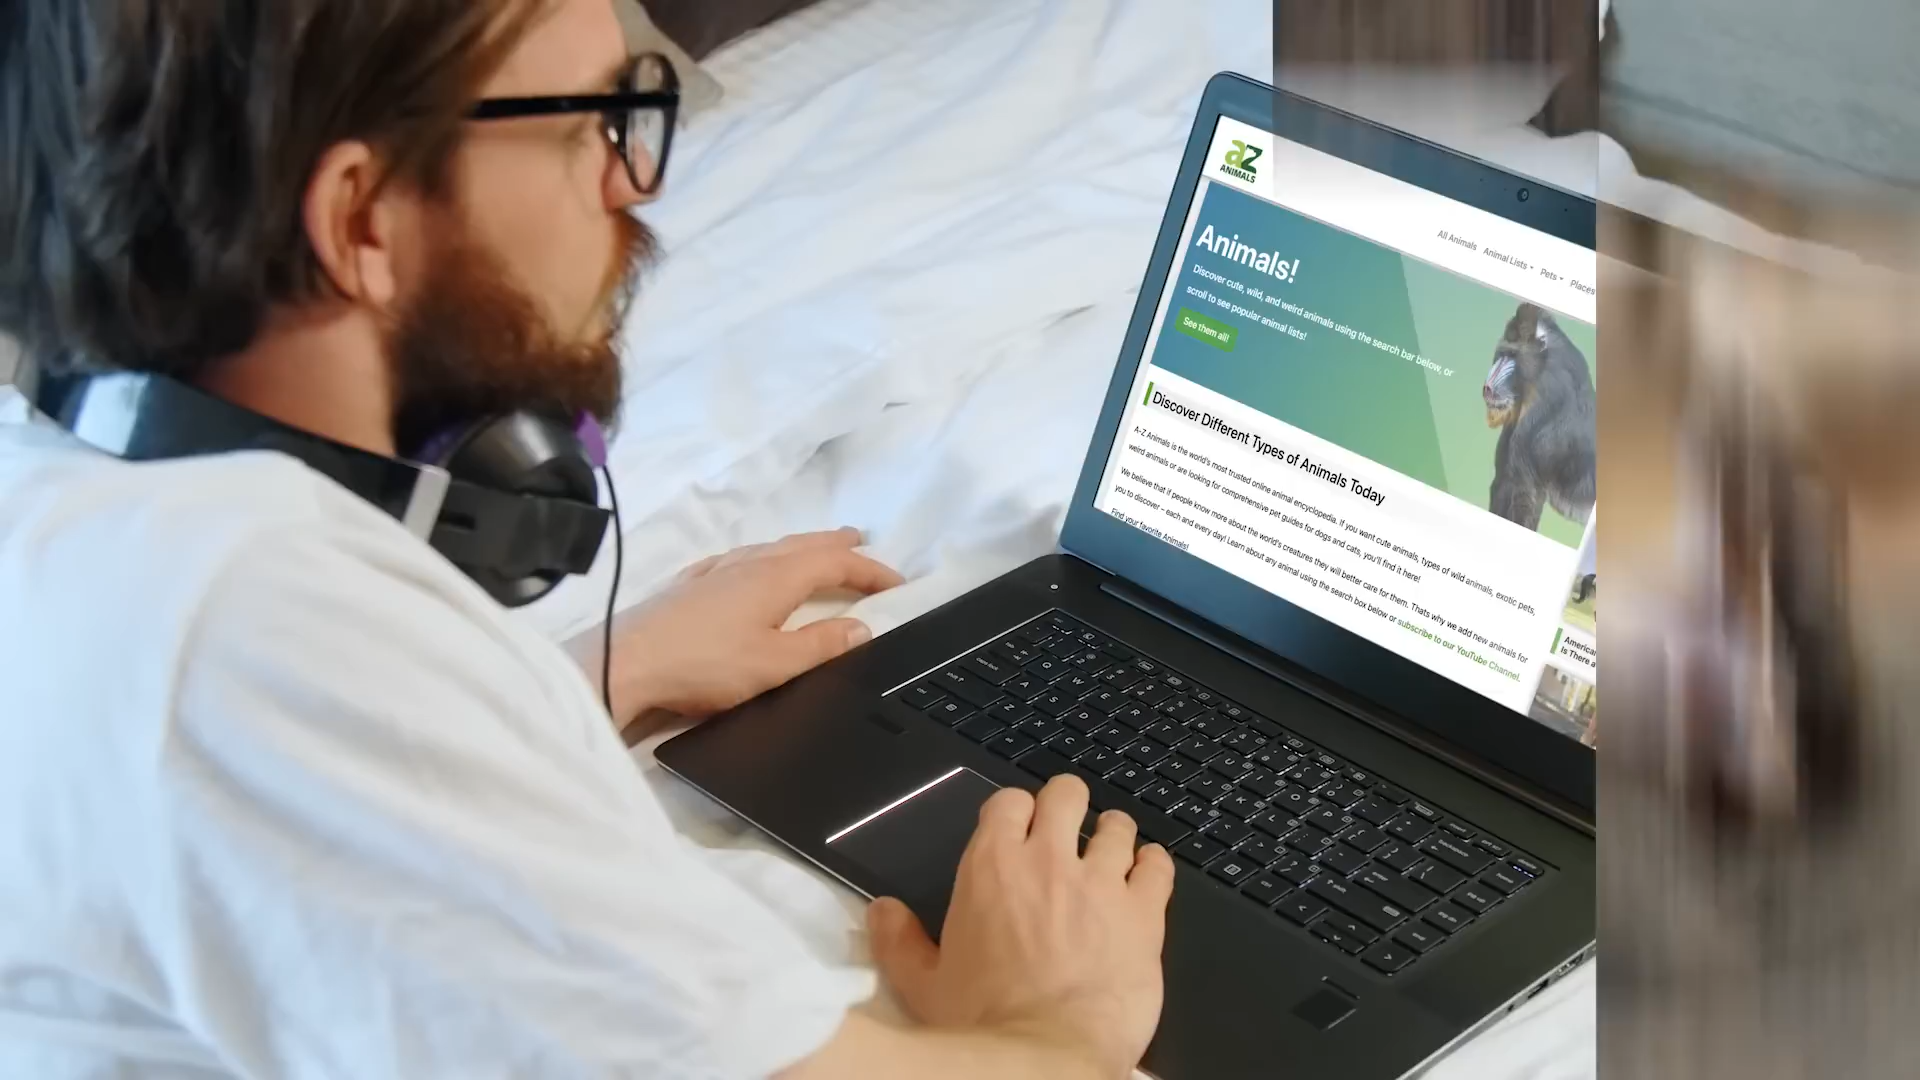 aZ
ANIMALS
All Animals Animal Lists Pets Places
Animals!
Discover cute, wild, and weird animals using the search bar below, or
scroll to see popular animal lists!
See them all!
Discover Different Types of Animals Today
A-Z Animals is the world's most trusted online animal encyclopedia. If you want cute animals, types of wild animals, exotic pets,
weird animals or are looking for comprehensive pet guides for dogs and cats, you'll find it here!
We believe that if people know more about the world's creatures they will better care for them. Thats why we add new animals for
you to discover – each and every day! Learn about any animal using the search box below or subscribe to our YouTube Channel.
Find your favorite Animals!
Is There
Q W E R T Y U I O P
A S D F G H J K L
Z X C V B N M